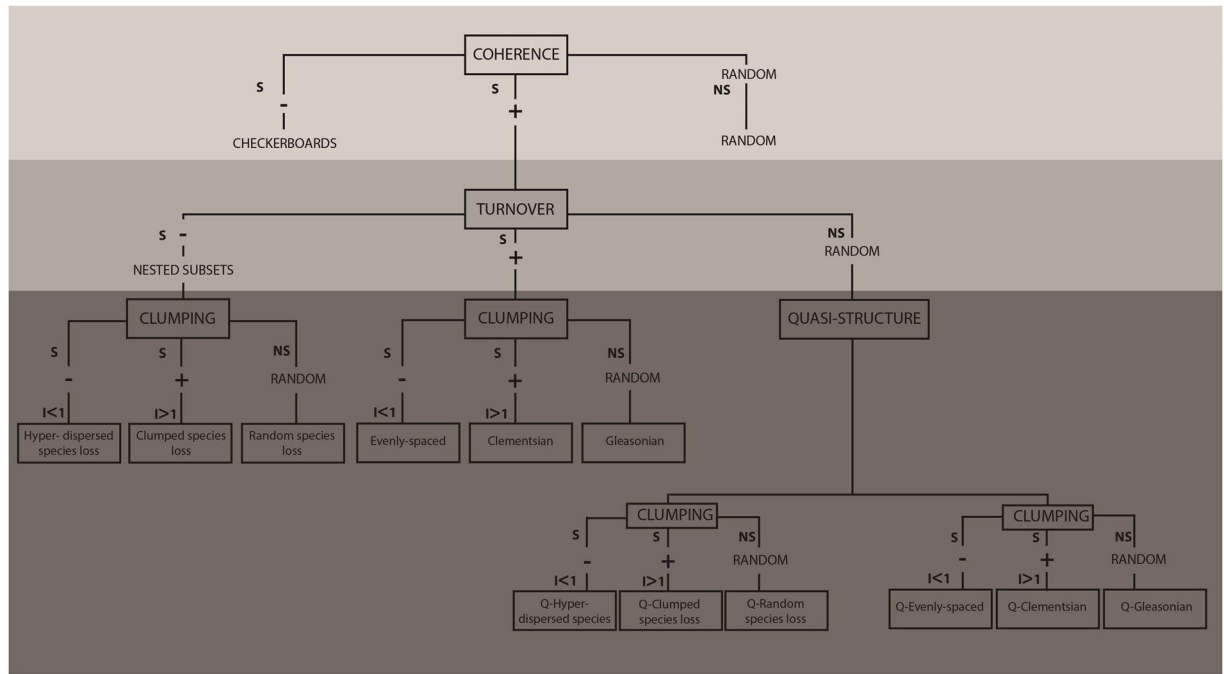 COHERENCE
S
-
CHECKERBOARDS
S
+
RANDOM
NS
RANDOM
TURNOVER
S -
NESTED SUBSETS
S
+
NS
RANDOM
CLUMPING
S
-
I<1
Hyper- dispersed
species loss
S
+
I>1
Clumped species
loss
NS
RANDOM
Random species
loss
CLUMPING
S
-
I<1
Evenly-spaced
S
+
I>1
Clementsian
NS
RANDOM
Gleasonian
QUASI-STRUCTURE
CLUMPING
S
-
I<1
Q-Hyper-
dispersed species
S
+
I>1
Q-Clumped
species loss
NS
RANDOM
Q-Random
species loss
CLUMPING
S
-
I<1
Q-Evenly-spaced
S
+
I>1
Q-Clementsian
NS
RANDOM
Q-Gleasonian